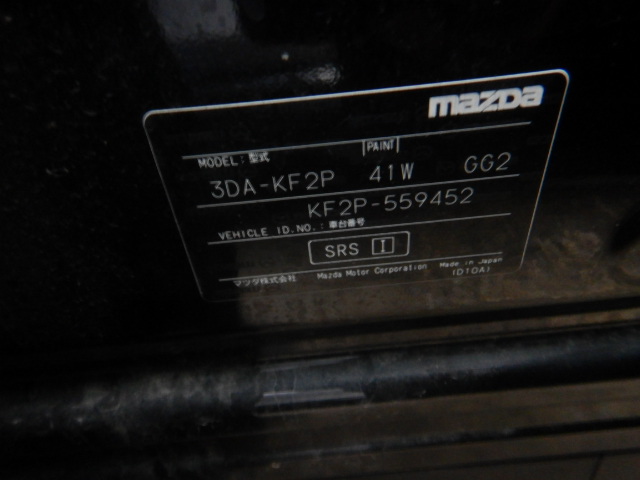 mazda
MODEL:型式 PAINT
3DA-KF2P 41W GG2
KF2P-559452
VEHICLE ID.NO.:車台番号
SRS I
マツダ株式会社 Mazda Motor Corporation Made in Japan
(D10A)